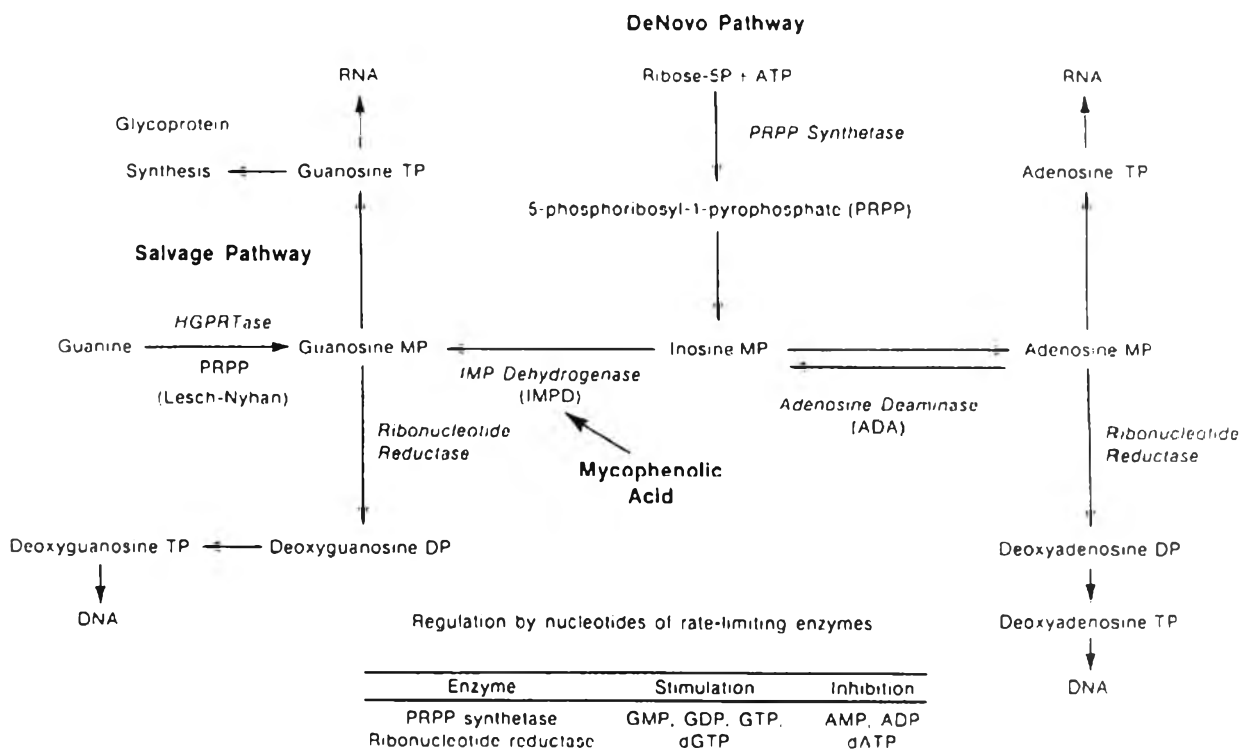 DeNovo Pathway
RNA
Ribose-SP + ATP
RNA
Glycoprotein
PRPP Synthetase
Synthesis
Guanosine TP
Adenosine TP
5-phosphoribosyl-1-pyrophosphate (PRPP)
Salvage Pathway
HGPRTase
Guanine
Guanosine MP
Inosine MP
Adenosine MP
PRPP
(Lesch-Nyhan)
IMP Dehydrogenase
(IMPD)
Adenosine Deaminase
(ADA)
Ribonucleotide
Reductase
Ribonucleotide
Reductase
Mycophenolic
Acid
Deoxyguanosine TP
Deoxyguanosine DP
Deoxyadenosine DP
DNA
Deoxyadenosine TP
DNA
Regulation by nucleotides of rate-limiting enzymes
Enzyme Stimulation Inhibition
PRPP synthetase GMP, GDP, GTP, AMP, ADP
Ribonucleotide reductase dGTP dATP